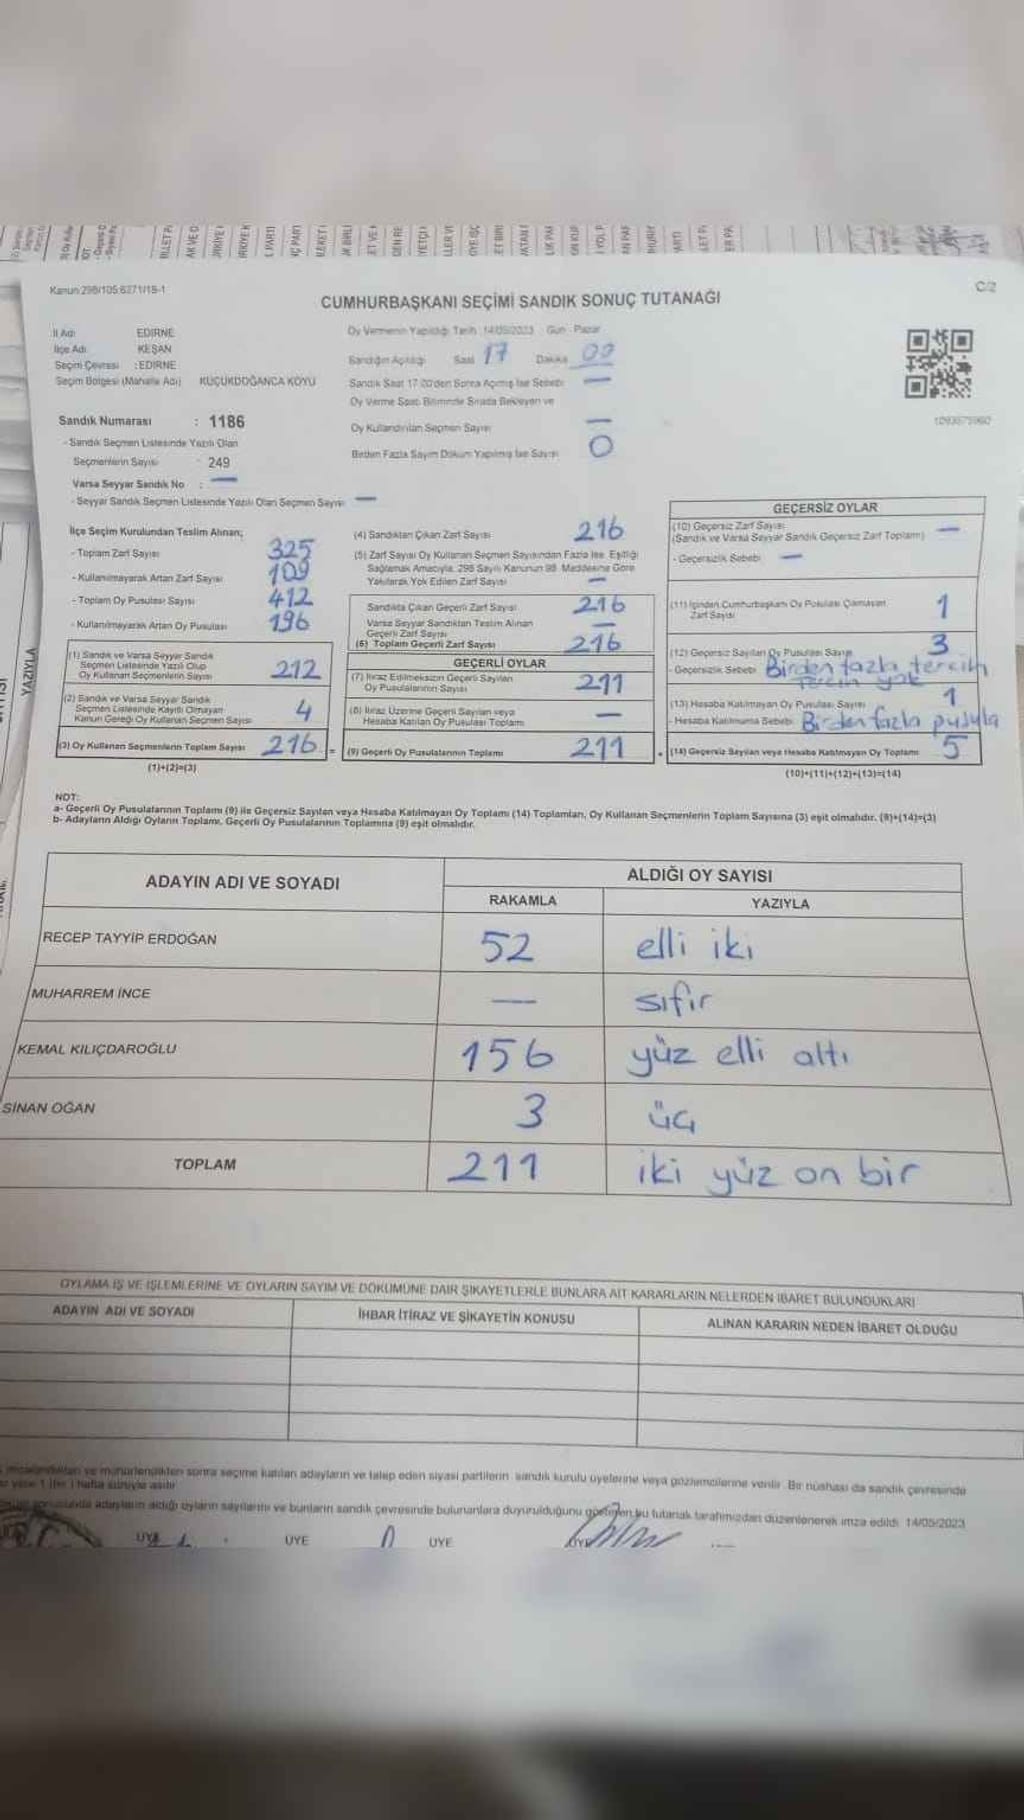 Kanun:298/105.6271/19-1
C/2
CUMHURBAŞKANI SEÇİMİ SANDIK SONUÇ TUTANAĞI
İl Adı EDİRNE
İlçe Adı KEŞAN
Seçim Çevresi :EDİRNE
Seçim Bölgesi (Mahalle Adı) KÜÇÜKDOĞANCA KÖYÜ
Sandık Numarası : 1186
- Sandık Seçmen Listesinde Yazılı Olan
Seçmenlerin Sayısı 249
Varsa Seyyar Sandık No : —
- Seyyar Sandık Seçmen Listesinde Yazılı Olan Seçmen Sayısı —
Oy Vermenin Yapıldığı Tarih 14/05/2023 Gün Pazar
Sandığın Açıldığı Saat 17 Dakika 00
Sandık Saat 17.00'den Sonra Açılmış İse Sebebi —
Oy Verme Saati Bitiminde Sırada Bekleyen ve
Oy Kullandırılan Seçmen Sayısı —
Birden Fazla Sayım Döküm Yapılmış İse Sayısı 0
İlçe Seçim Kurulundan Teslim Alınan;
- Toplam Zarf Sayısı 325
- Kullanılmayarak Artan Zarf Sayısı 109
- Toplam Oy Pusulası Sayısı 412
- Kullanılmayarak Artan Oy Pusulası 196
(1) Sandık ve Varsa Seyyar Sandık
Seçmen Listesinde Yazılı Olup
Oy Kullanan Seçmenlerin Sayısı 212
(2) Sandık ve Varsa Seyyar Sandık
Seçmen Listesinde Kayıtlı Olmayan
Kanun Gereği Oy Kullanan Seçmen Sayısı 4
(3) Oy Kullanan Seçmenlerin Toplam Sayısı 216
(1)+(2)=(3)
(4) Sandıktan Çıkan Zarf Sayısı 216
(5) Zarf Sayısı Oy Kullanan Seçmen Sayısından Fazla İse Eşitliği
Sağlamak Amacıyla, 298 Sayılı Kanunun 98. Maddesine Göre
Yakılarak Yok Edilen Zarf Sayısı —
Sandıkta Çıkan Geçerli Zarf Sayısı 216
Varsa Seyyar Sandıktan Teslim Alınan
Geçerli Zarf Sayısı —
(6) Toplam Geçerli Zarf Sayısı 216
GEÇERLİ OYLAR
(7) İtiraz Edilmeksizin Geçerli Sayılan
Oy Pusulalarının Sayısı 211
(8) İtiraz Üzerine Geçerli Sayılan veya
Hesaba Katılan Oy Pusulası Toplamı —
= (9) Geçerli Oy Pusulalarının Toplamı 211
GEÇERSİZ OYLAR
(10) Geçersiz Zarf Sayısı
(Sandık ve Varsa Seyyar Sandık Geçersiz Zarf Toplamı) —
- Geçersizlik Sebebi —
(11) İçinden Cumhurbaşkanı Oy Pusulası Çıkmayan
Zarf Sayısı 1
(12) Geçersiz Sayılan Oy Pusulası Sayısı 3
- Geçersizlik Sebebi Birden fazla tercih
Tercih yok
(13) Hesaba Katılmayan Oy Pusulası Sayısı 1
- Hesaba Katılmama Sebebi Birden fazla pusula
+ (14) Geçersiz Sayılan veya Hesaba Katılmayan Oy Toplamı 5
(10)+(11)+(12)+(13)=(14)
NOT:
a- Geçerli Oy Pusulalarının Toplamı (9) ile Geçersiz Sayılan veya Hesaba Katılmayan Oy Toplamı (14) Toplamları, Oy Kullanan Seçmenlerin Toplam Sayısına (3) eşit olmalıdır. (9)+(14)=(3)
b- Adayların Aldığı Oyların Toplamı, Geçerli Oy Pusulalarının Toplamına (9) eşit olmalıdır.
ADAYIN ADI VE SOYADI ALDIĞI OY SAYISI
RAKAMLA YAZIYLA
RECEP TAYYİP ERDOĞAN 52 elli iki
MUHARREM İNCE — sıfır
KEMAL KILIÇDAROĞLU 156 yüz elli altı
SİNAN OĞAN 3 üç
TOPLAM 211 iki yüz on bir
OYLAMA İŞ VE İŞLEMLERİNE VE OYLARIN SAYIM VE DÖKÜMÜNE DAİR ŞİKAYETLERLE BUNLARA AİT KARARLARIN NELERDEN İBARET BULUNDUKLARI
ADAYIN ADI VE SOYADI İHBAR İTİRAZ VE ŞİKAYETİN KONUSU ALINAN KARARIN NEDEN İBARET OLDUĞU
imzalandıktan ve mühürlendikten sonra seçime katılan adayların ve talep eden siyasi partilerin sandık kurulu üyelerine veya gözlemcilerine verilir. Bir nüshası da sandık çevresinde
1 (bir) hafta süreyle asılır
sonucunda adayların aldığı oyların sayılarını ve bunların sandık çevresinde bulunanlara duyurulduğunu gösteren bu tutanak tarafımızdan düzenlenerek imza edildi. 14/05/2023
ÜYE ÜYE ÜYE ÜYE
YAZIYLA